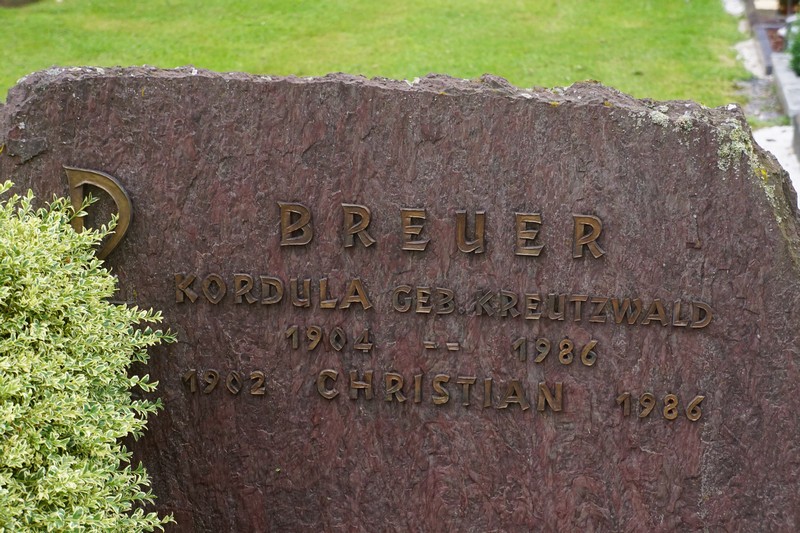 BREUER
KORDULA GEB. KREUTZWALD
1904 -- 1986
1902 CHRISTIAN 1986